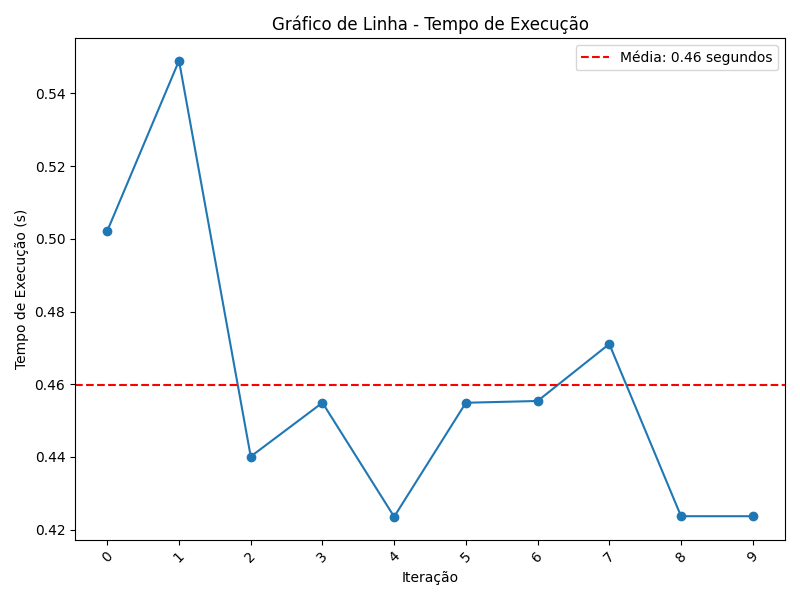 Gráfico de Linha - Tempo de Execução
Média: 0.46 segundos
Tempo de Execução (s)
0.54
0.52
0.50
0.48
0.46
0.44
0.42
0 1 2 3 4 5 6 7 8 9
Iteração